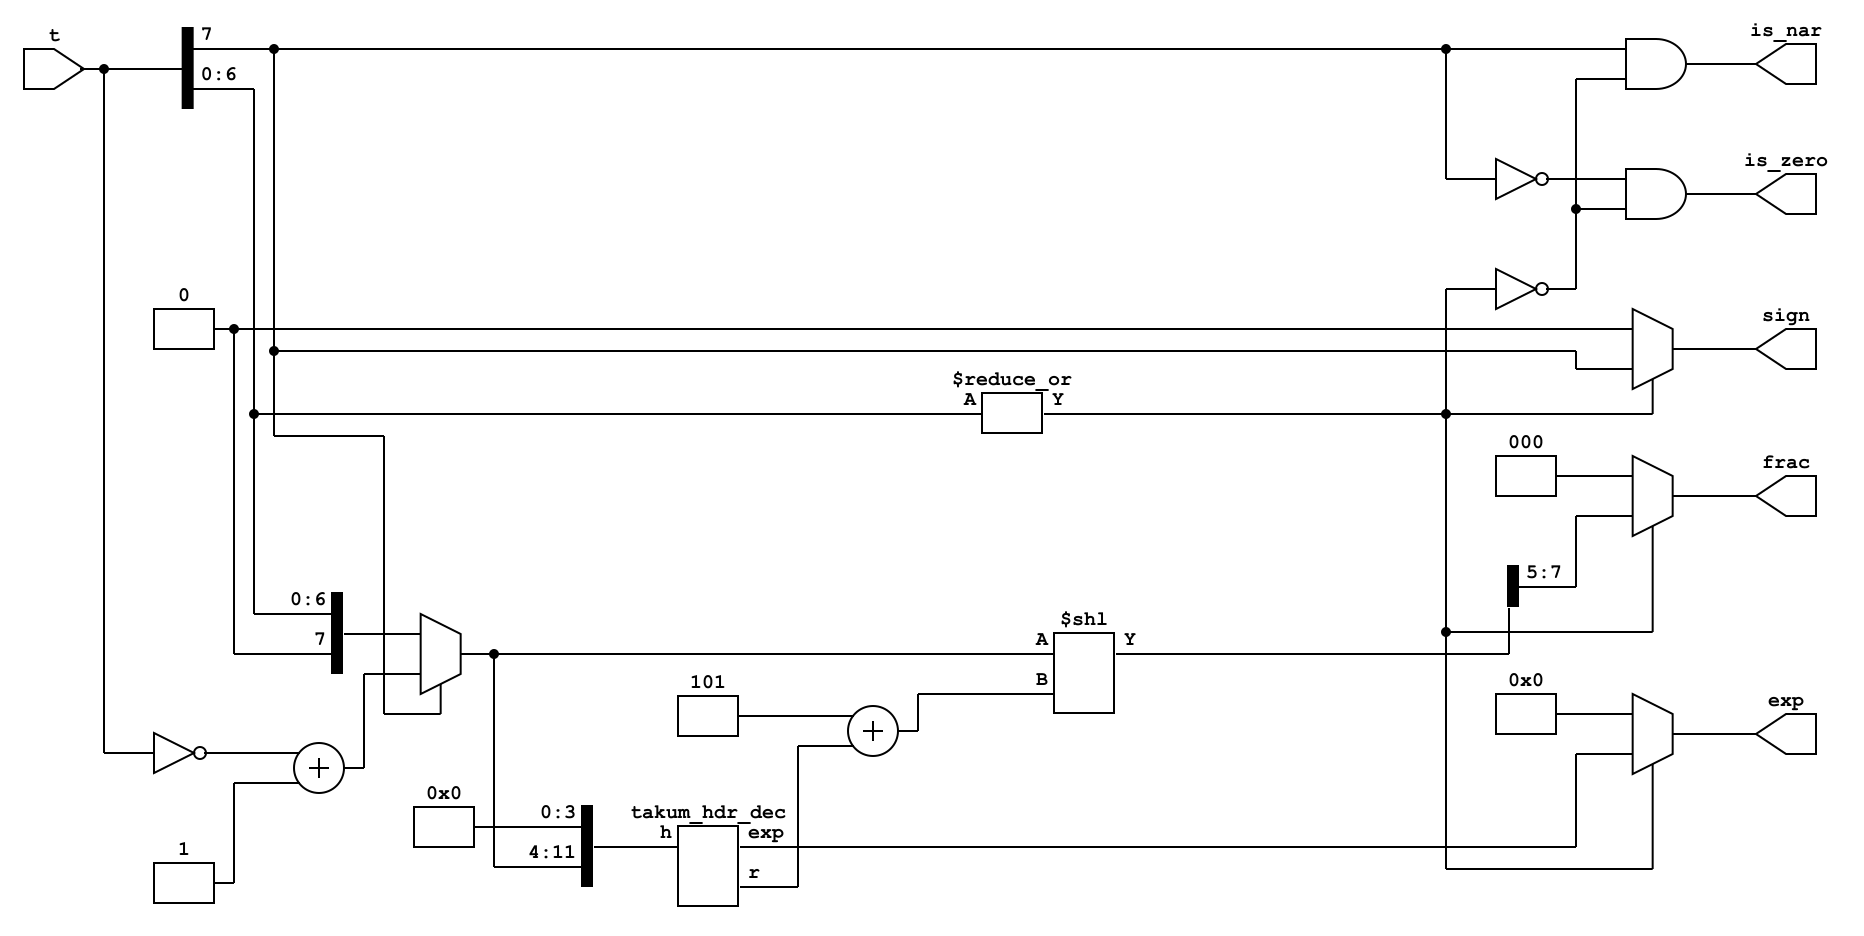 t
7
0:6
is_nar
is_zero
0
sign
$reduce_or
A
Y
000
frac
5:7
0:6
7
$shl
A
Y
B
101
0x0
exp
0x0
0:3
4:11
takum_hdr_dec
h
exp
r
1